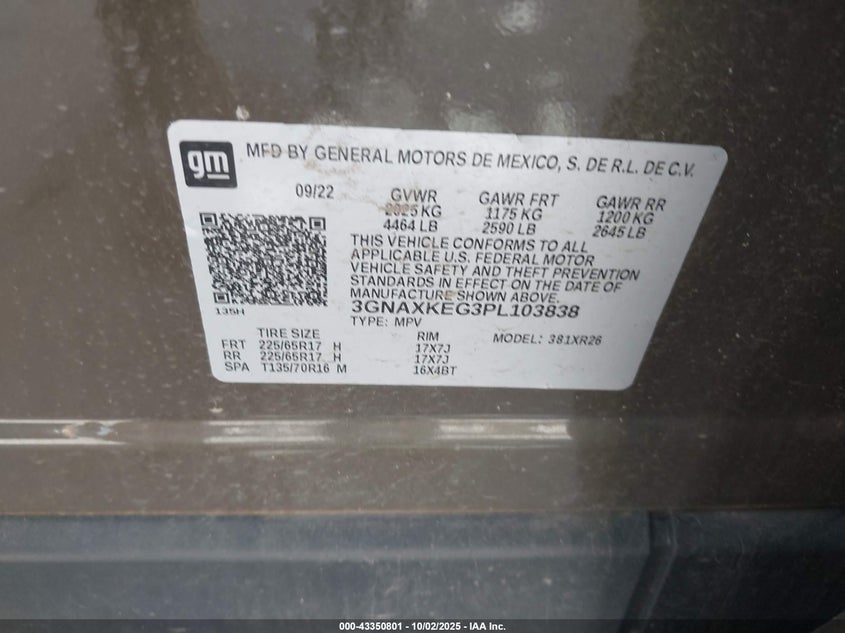 gm
MFD BY GENERAL MOTORS DE MEXICO, S. DE R.L. DE C.V.
09/22 GVWR GAWR FRT GAWR RR
2025 KG 1175 KG 1200 KG
4464 LB 2590 LB 2645 LB
THIS VEHICLE CONFORMS TO ALL
APPLICABLE U.S. FEDERAL MOTOR
VEHICLE SAFETY AND THEFT PREVENTION
STANDARDS IN EFFECT ON THE DATE OF
MANUFACTURE SHOWN ABOVE.
135H
3GNAXKEG3PL103838
TYPE: MPV
TIRE SIZE RIM MODEL: 381XR26
FRT 225/65R17 H 17X7J
RR 225/65R17 H 17X7J
SPA T135/70R16 M 16X4BT
000-43350801 - 10/02/2025 - IAA Inc.